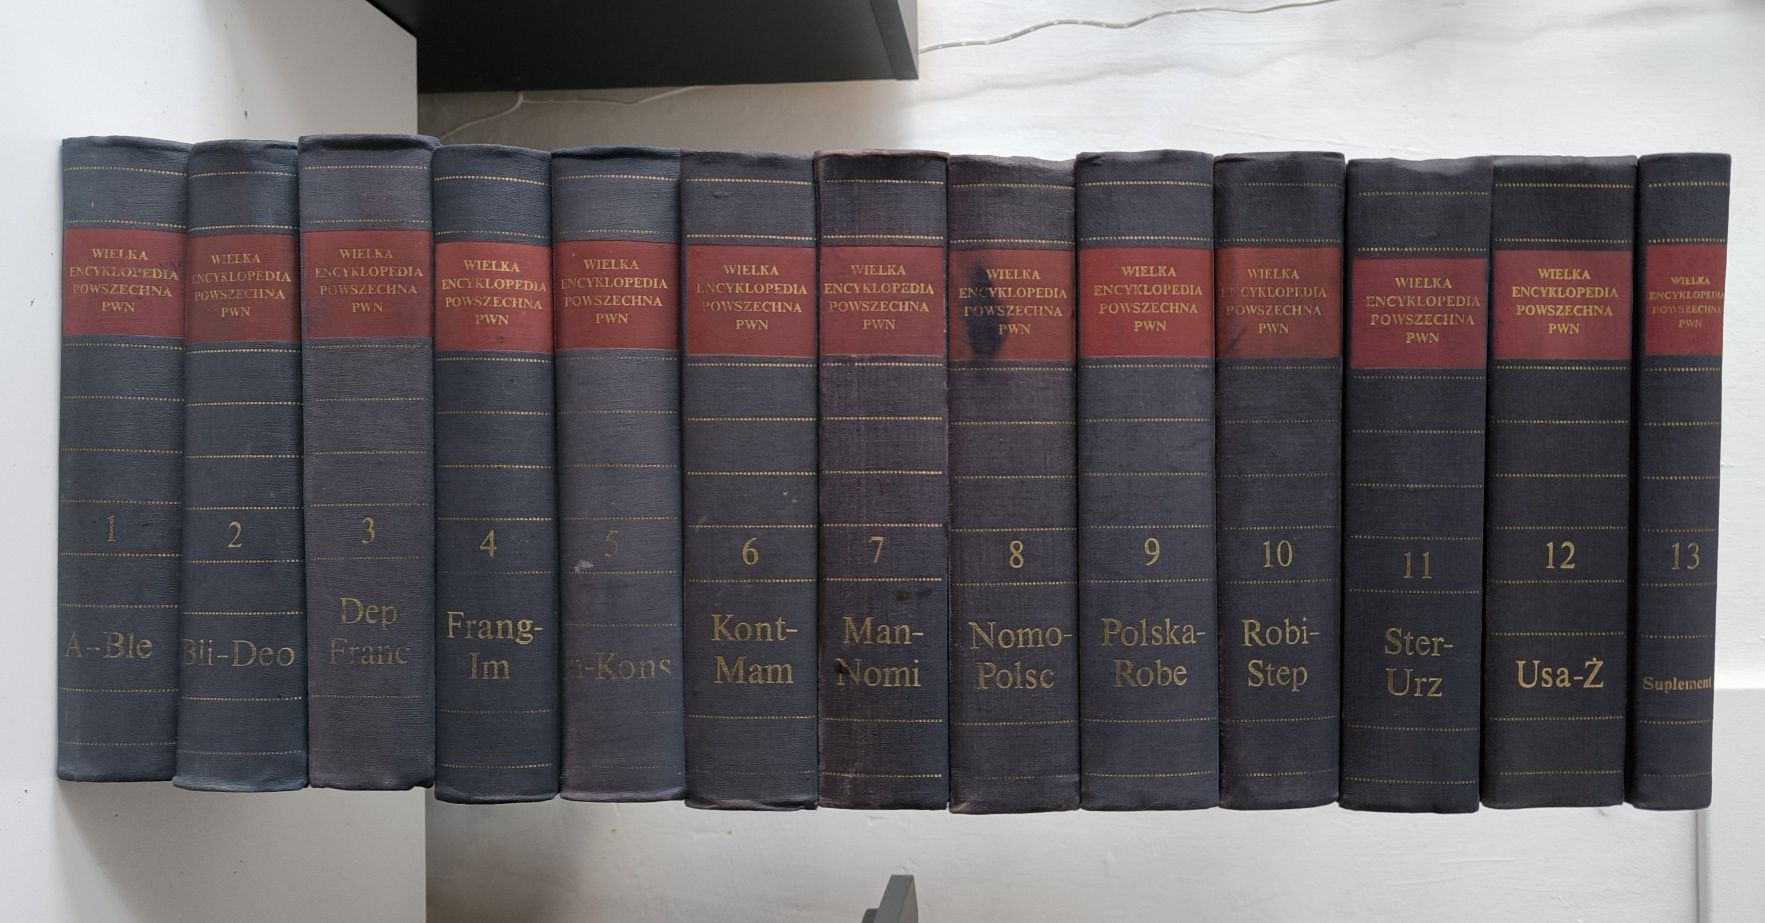 WIELKA
ENCYKLOPEDIA
POWSZECHNA
PWN
1
A-Ble
WIELKA
ENCYKLOPEDIA
POWSZECHNA
PWN
2
Bli-Deo
WIELKA
ENCYKLOPEDIA
POWSZECHNA
PWN
3
Dep-
Franc
WIELKA
ENCYKLOPEDIA
POWSZECHNA
PWN
4
Frang-
Im
WIELKA
ENCYKLOPEDIA
POWSZECHNA
PWN
5
n-Kons
WIELKA
ENCYKLOPEDIA
POWSZECHNA
PWN
6
Kont-
Mam
WIELKA
ENCYKLOPEDIA
POWSZECHNA
PWN
7
Man-
Nomi
WIELKA
ENCYKLOPEDIA
POWSZECHNA
PWN
8
Nomo-
Polsc
WIELKA
ENCYKLOPEDIA
POWSZECHNA
PWN
9
Polska-
Robe
WIELKA
ENCYKLOPEDIA
POWSZECHNA
PWN
10
Robi-
Step
WIELKA
ENCYKLOPEDIA
POWSZECHNA
PWN
11
Ster-
Urz
WIELKA
ENCYKLOPEDIA
POWSZECHNA
PWN
12
Usa-Ż
WIELKA
ENCYKLOPEDIA
POWSZECHNA
PWN
13
Suplement